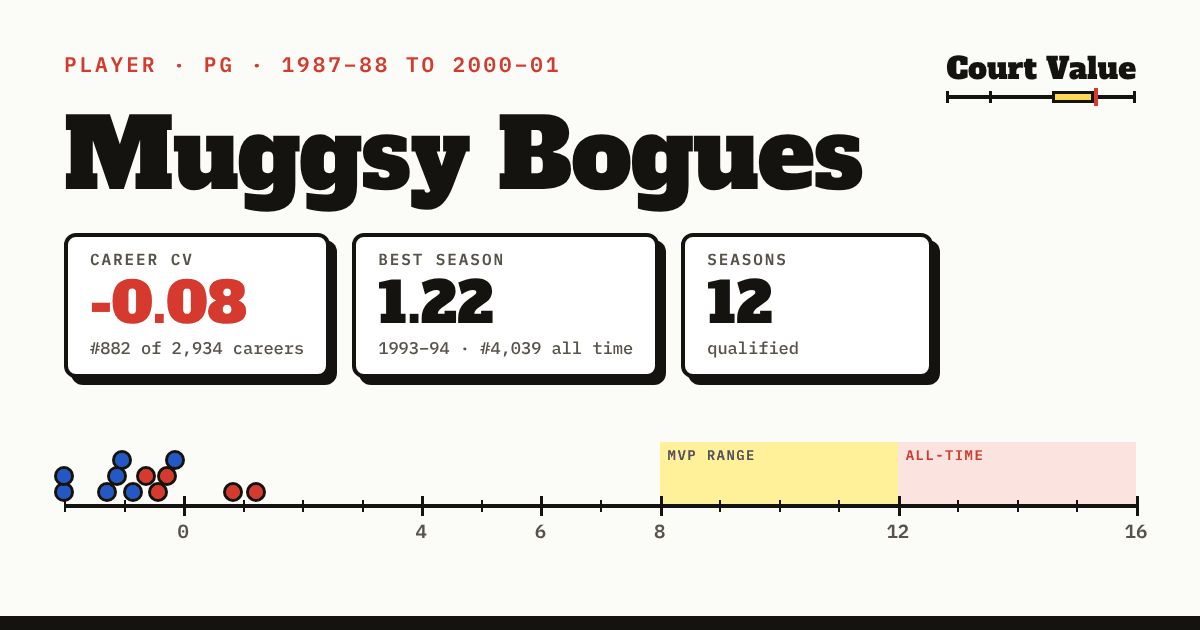 PLAYER · PG · 1987–88 TO 2000–01
Court Value
Muggsy Bogues
CAREER CV
-0.08
#882 of 2,934 careers
BEST SEASON
1.22
1993–94 · #4,039 all time
SEASONS
12
qualified
MVP RANGE
ALL-TIME
0 4 6 8 12 16